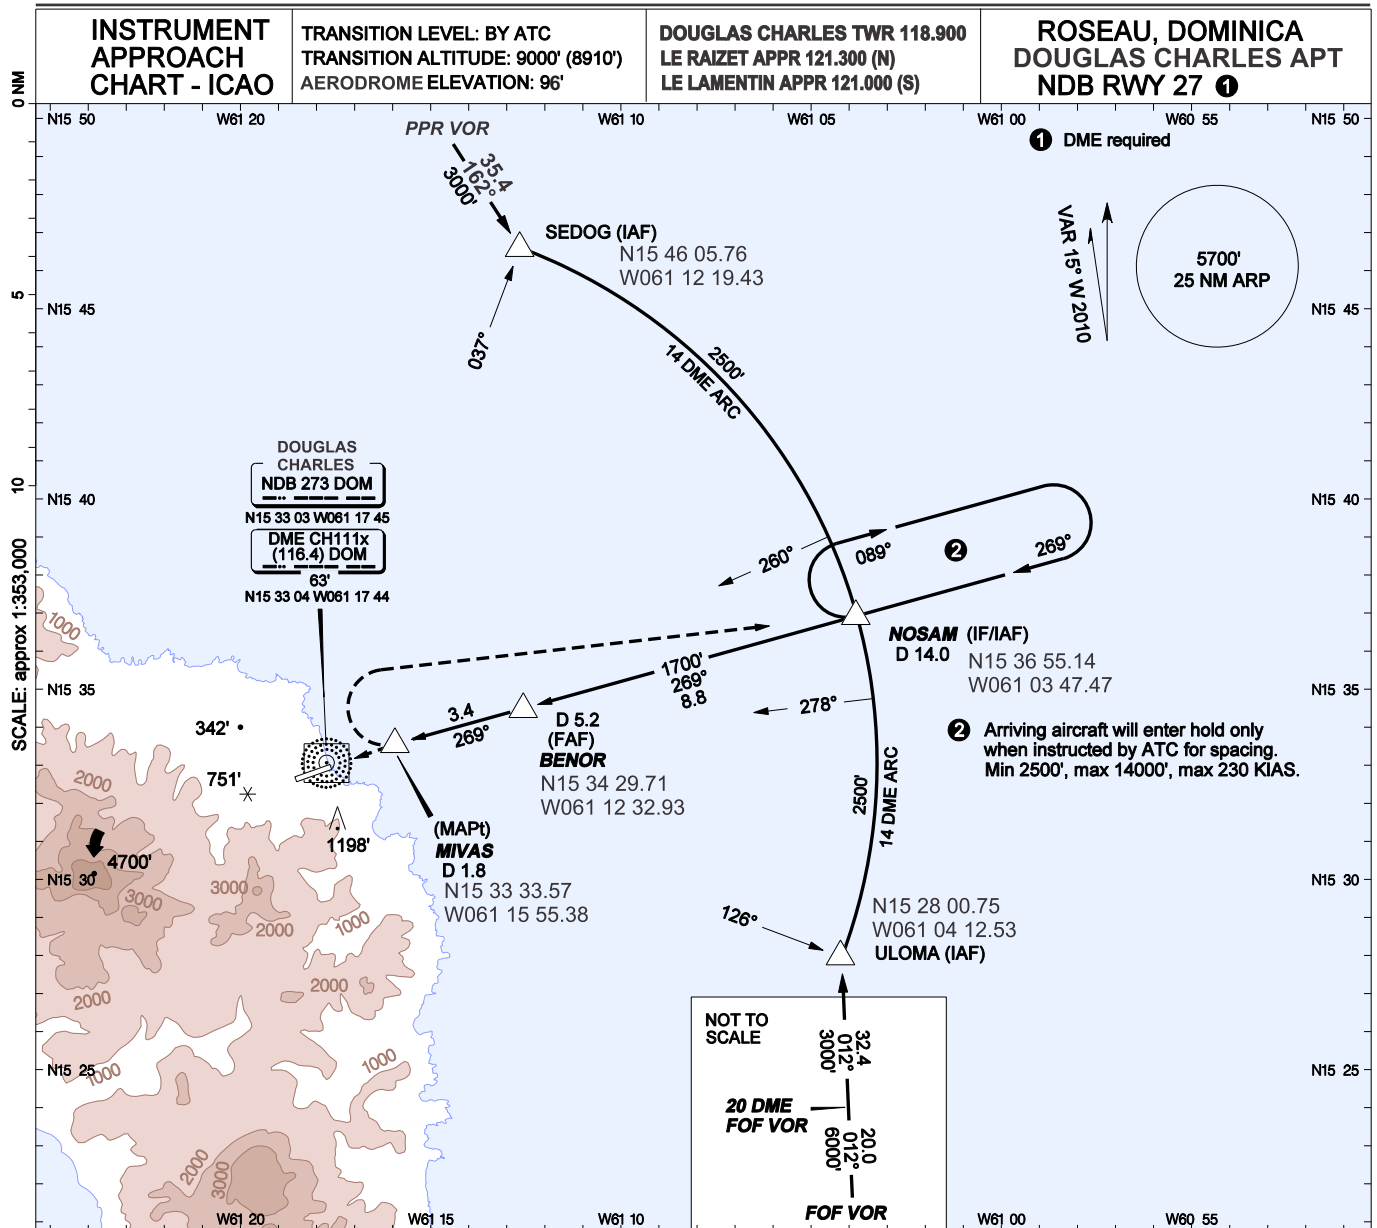 INSTRUMENT
APPROACH
CHART - ICAO
TRANSITION LEVEL: BY ATC
TRANSITION ALTITUDE: 9000' (8910')
AERODROME ELEVATION: 96'
DOUGLAS CHARLES TWR 118.900
LE RAIZET APPR 121.300 (N)
LE LAMENTIN APPR 121.000 (S)
ROSEAU, DOMINICA
DOUGLAS CHARLES APT
NDB RWY 27 1
0 NM
5
10
SCALE: approx 1:353,000
N15 50
W61 20
W61 10
W61 05
W61 00
W60 55
N15 50
PPR VOR
35.4
162°
3000'
1 DME required
SEDOG (IAF)
N15 46 05.76
W061 12 19.43
VAR 15° W 2010
5700'
25 NM ARP
N15 45
N15 45
037°
2500'
14 DME ARC
DOUGLAS
CHARLES
NDB 273 DOM
N15 33 03 W061 17 45
DME CH111x
(116.4) DOM
63'
N15 33 04 W061 17 44
N15 40
N15 40
260°
089°
2
269°
1000
NOSAM (IF/IAF)
D 14.0
N15 36 55.14
W061 03 47.47
1700'
269°
8.8
N15 35
N15 35
278°
3.4
269°
D 5.2
(FAF)
BENOR
N15 34 29.71
W061 12 32.93
2 Arriving aircraft will enter hold only
when instructed by ATC for spacing.
Min 2500', max 14000', max 230 KIAS.
342'
751'
2000
1198'
4700'
2500'
14 DME ARC
(MAPt)
MIVAS
D 1.8
N15 33 33.57
W061 15 55.38
N15 30
N15 30
3000
3000
2000
1000
126°
N15 28 00.75
W061 04 12.53
ULOMA (IAF)
2000
2000
NOT TO
SCALE
32.4
012°
3000'
N15 25
N15 25
1000
1000
20 DME
FOF VOR
20.0
012°
6000'
2000
3000
FOF VOR
W61 20
W61 15
W61 10
W61 00
W60 55